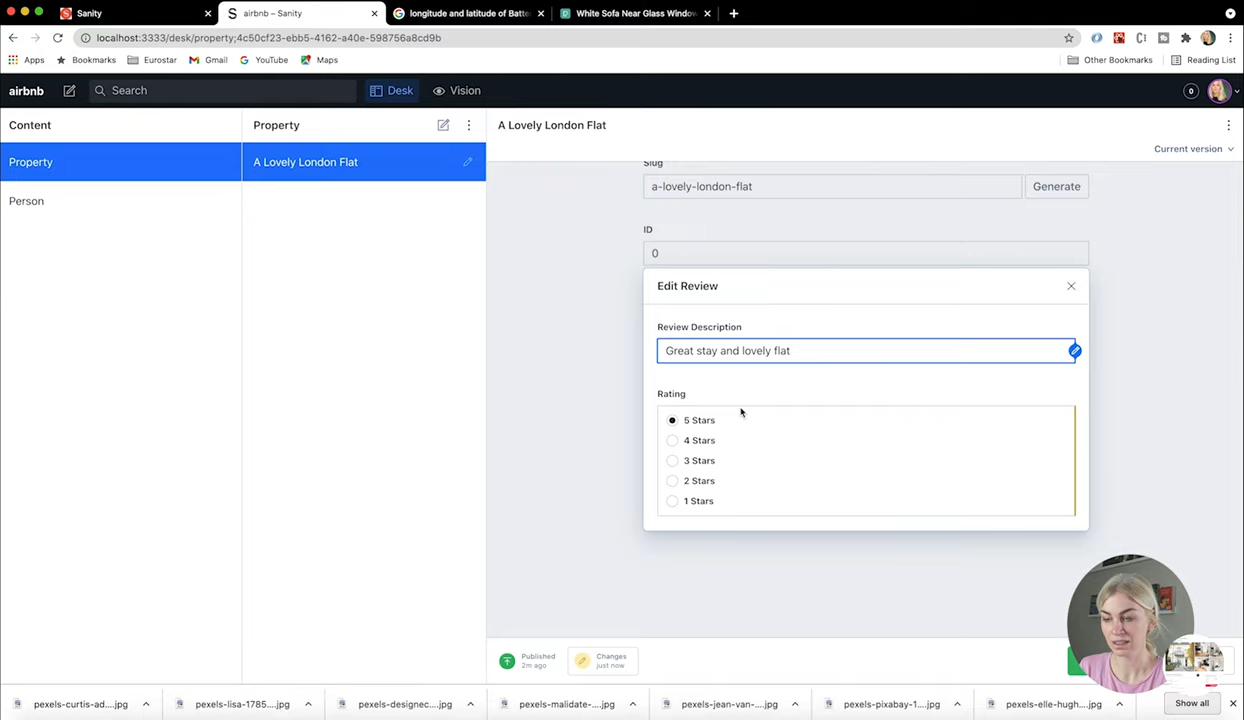 Sanity
airbnb – Sanity
longitude and latitude of Batte
White Sofa Near Glass Window
localhost:3333/desk/property;4c50cf23-ebb5-4162-a40e-598756a8cd9b
Apps
Bookmarks
Eurostar
Gmail
YouTube
Maps
Other Bookmarks
Reading List
airbnb
Search
Desk
Vision
0
Content
Property
A Lovely London Flat
Current version
Property
A Lovely London Flat
Person
Slug
a-lovely-london-flat
Generate
ID
0
Edit Review
Review Description
Great stay and lovely flat
Rating
5 Stars
4 Stars
3 Stars
2 Stars
1 Stars
Published
2m ago
Changes
just now
pexels-curtis-ad....jpg
pexels-lisa-1785....jpg
pexels-designec....jpg
pexels-malidate-....jpg
pexels-jean-van-....jpg
pexels-pixabay-1....jpg
pexels-elle-hugh....jpg
Show all